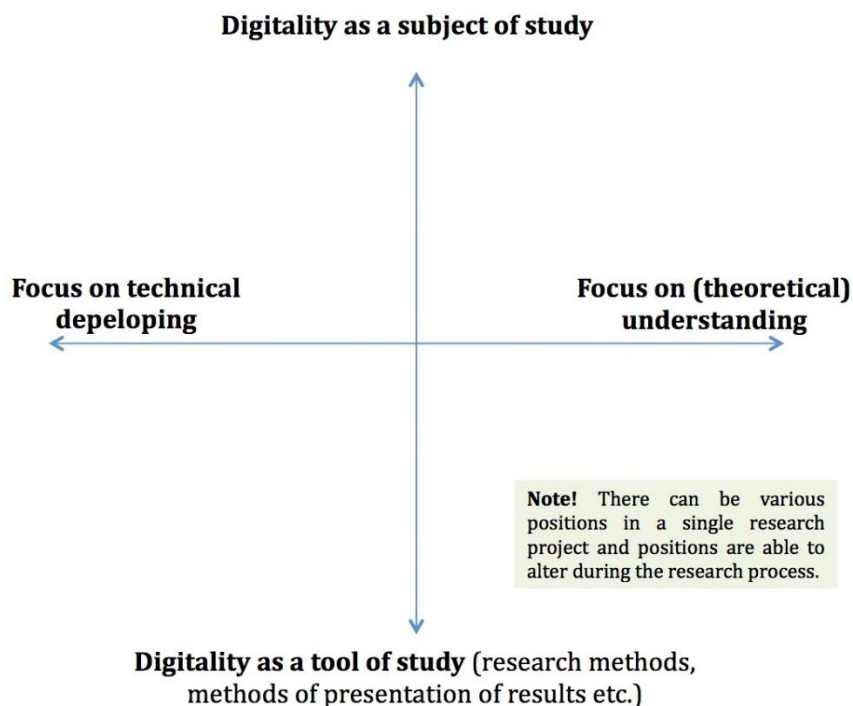 Digitality as a subject of study
Focus on technical
depeloping
Focus on (theoretical)
understanding
Note! There can be various
positions in a single research
project and positions are able to
alter during the research process.
Digitality as a tool of study (research methods,
methods of presentation of results etc.)